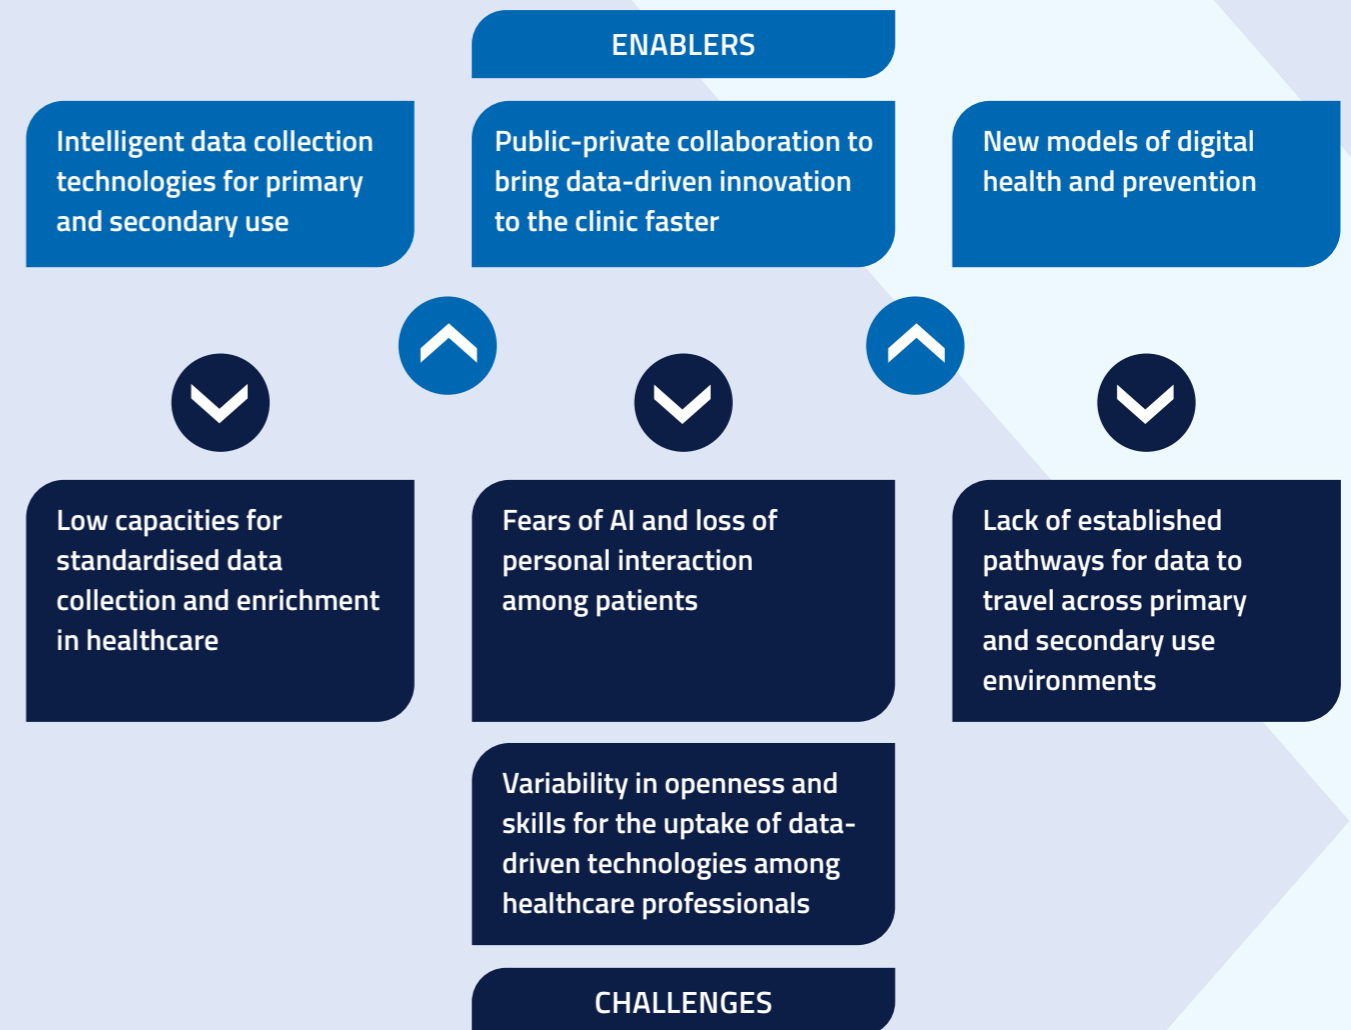 ENABLERS
Intelligent data collection
technologies for primary
and secondary use
Public-private collaboration to
bring data-driven innovation
to the clinic faster
New models of digital
health and prevention
Low capacities for
standardised data
collection and enrichment
in healthcare
Fears of AI and loss of
personal interaction
among patients
Lack of established
pathways for data to
travel across primary
and secondary use
environments
Variability in openness and
skills for the uptake of data-
driven technologies among
healthcare professionals
CHALLENGES